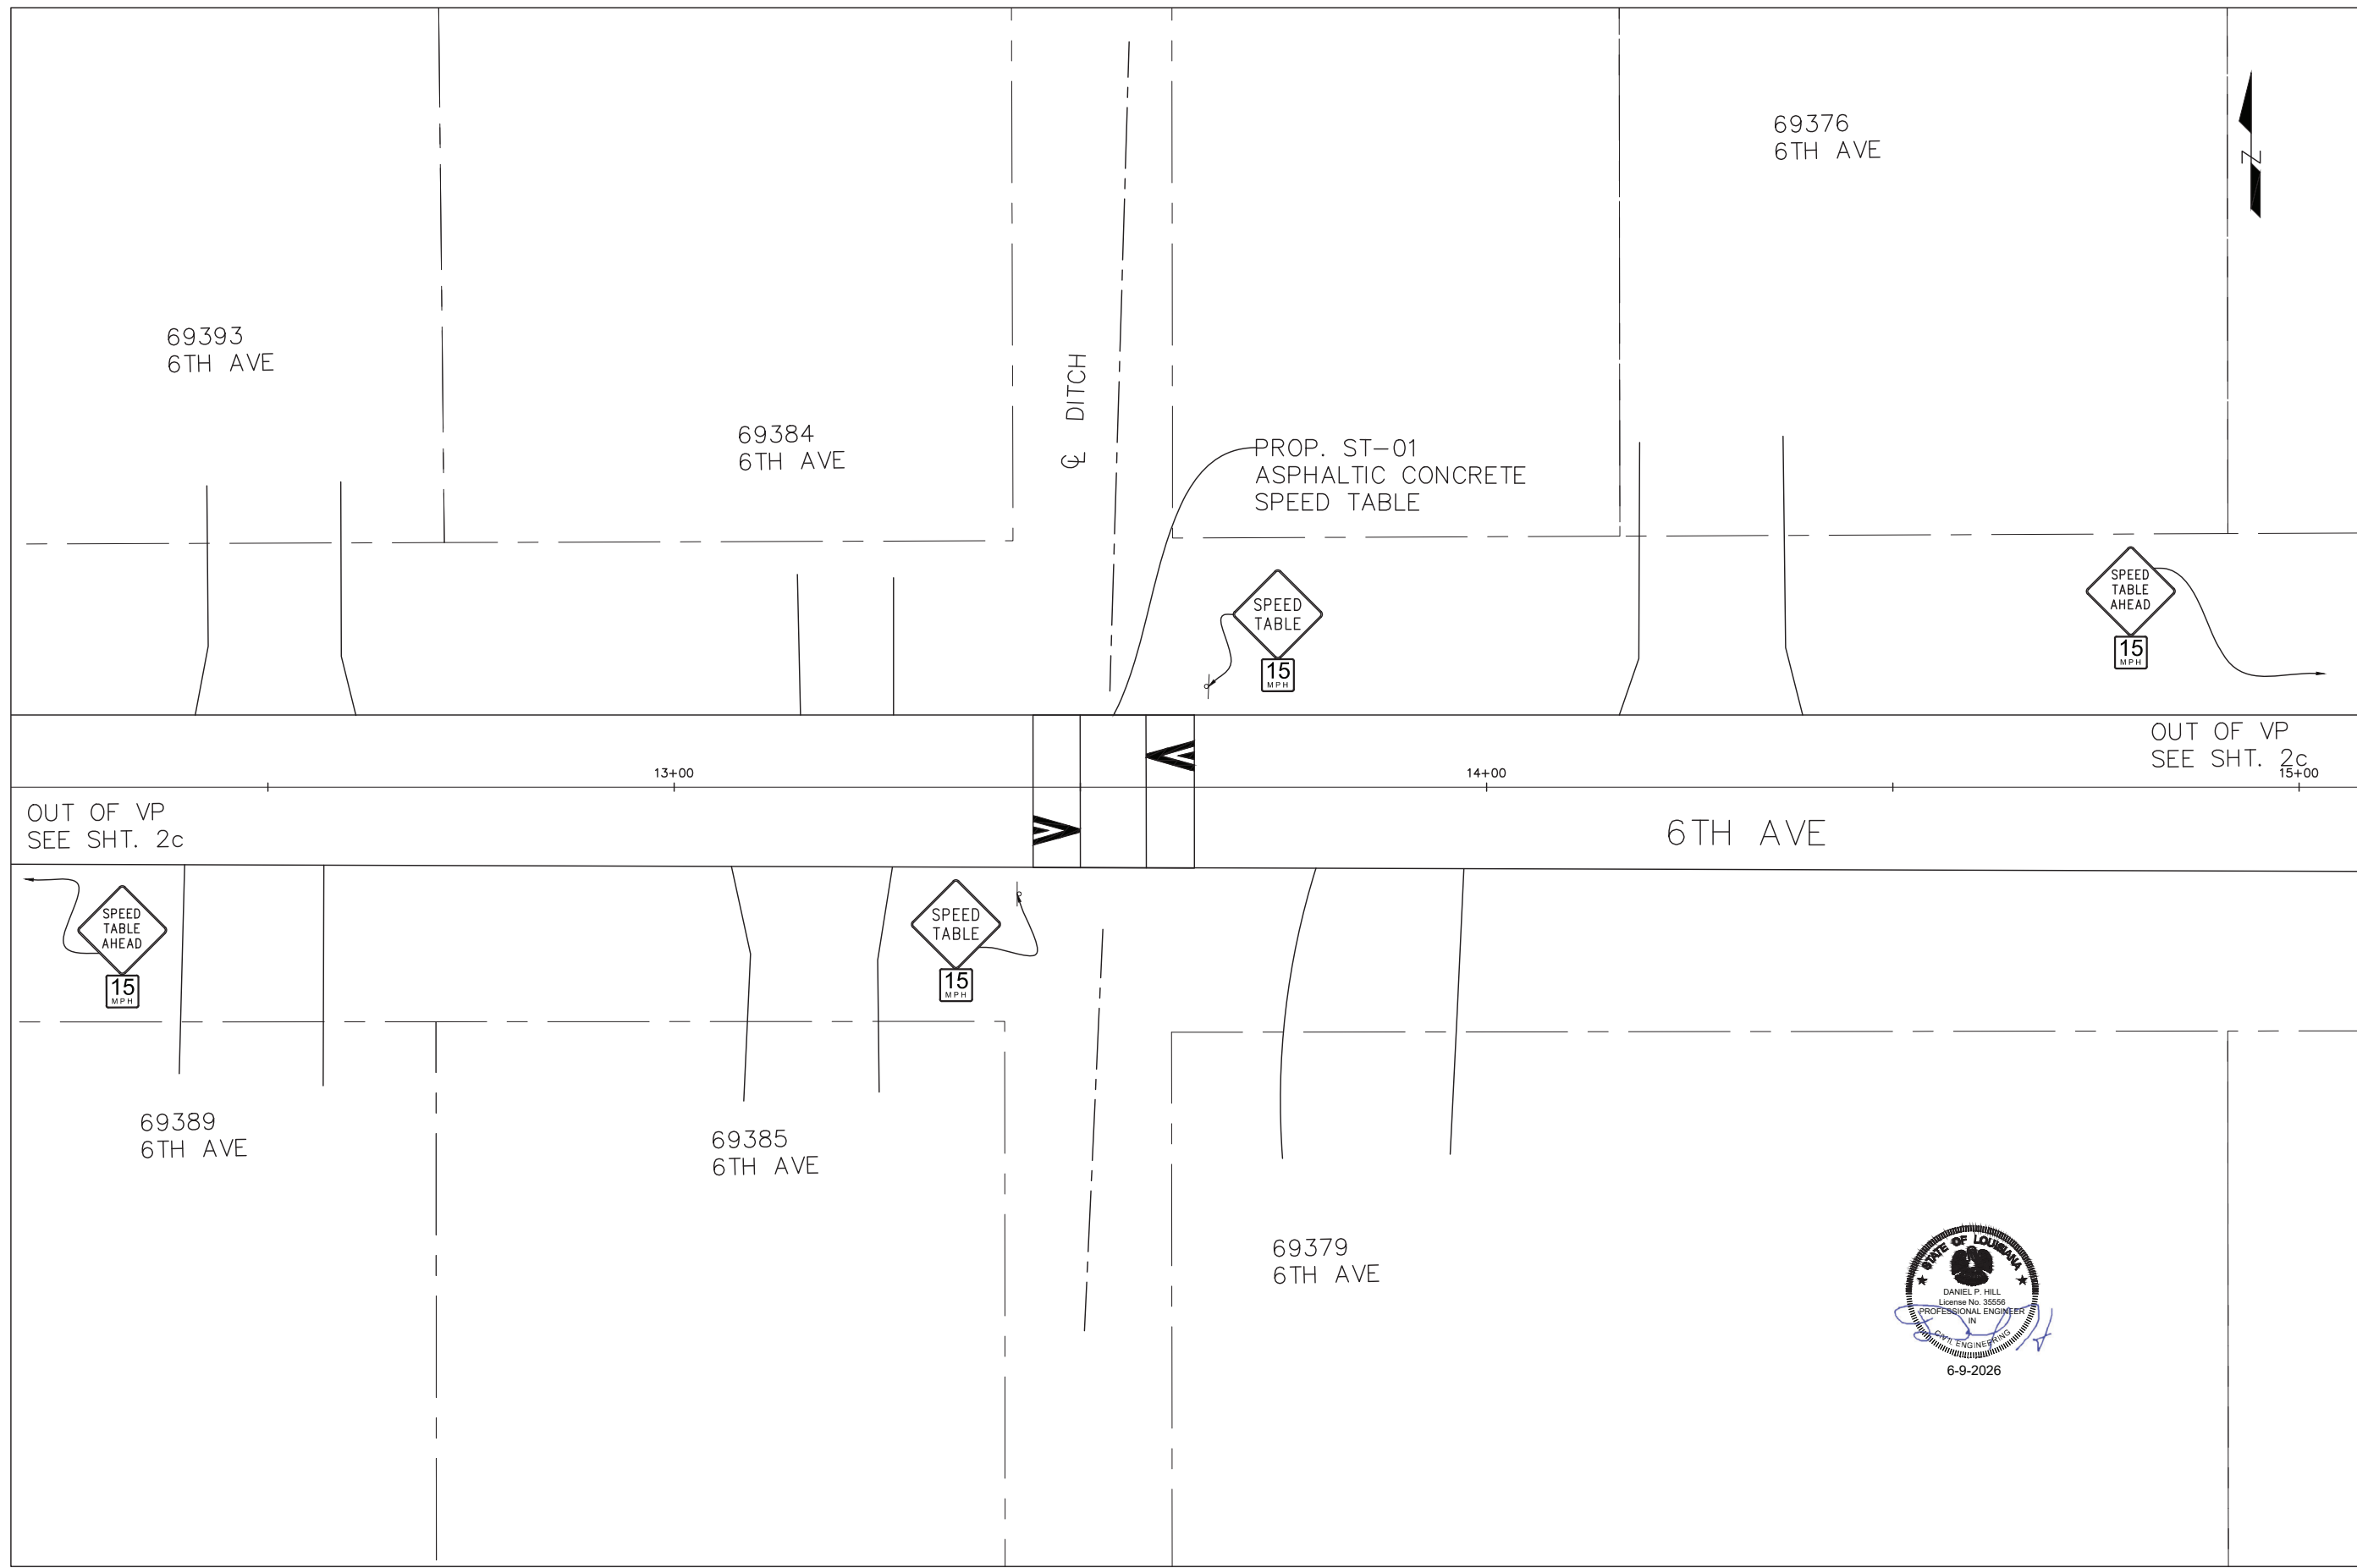 69376
6TH AVE
N
69393
6TH AVE
69384
6TH AVE
℄ DITCH
PROP. ST-01
ASPHALTIC CONCRETE
SPEED TABLE
SPEED
TABLE
15
MPH
SPEED
TABLE
AHEAD
15
MPH
OUT OF VP
SEE SHT. 2c
13+00
14+00
15+00
OUT OF VP
SEE SHT. 2c
6TH AVE
SPEED
TABLE
AHEAD
15
MPH
SPEED
TABLE
15
MPH
69389
6TH AVE
69385
6TH AVE
69379
6TH AVE
STATE OF LOUISIANA
DANIEL P. HILL
License No. 35556
PROFESSIONAL ENGINEER
IN
CIVIL ENGINEERING
6-9-2026